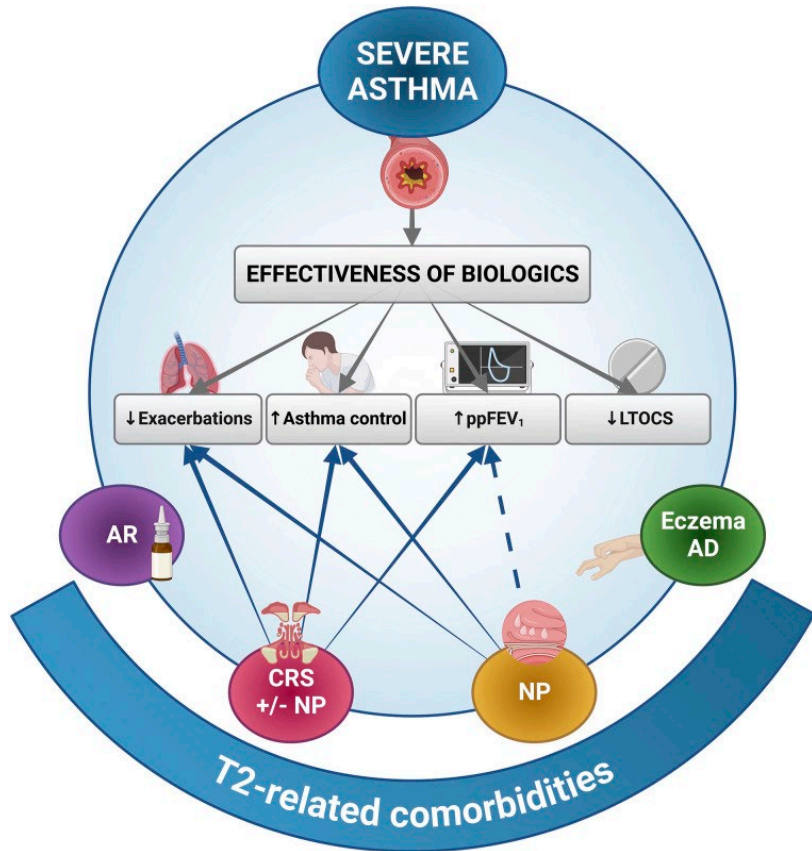 SEVERE
ASTHMA
EFFECTIVENESS OF BIOLOGICS
↓Exacerbations
↑Asthma control
↑ppFEV₁
↓LTOCS
AR
Eczema
AD
CRS
+/- NP
NP
T2-related comorbidities